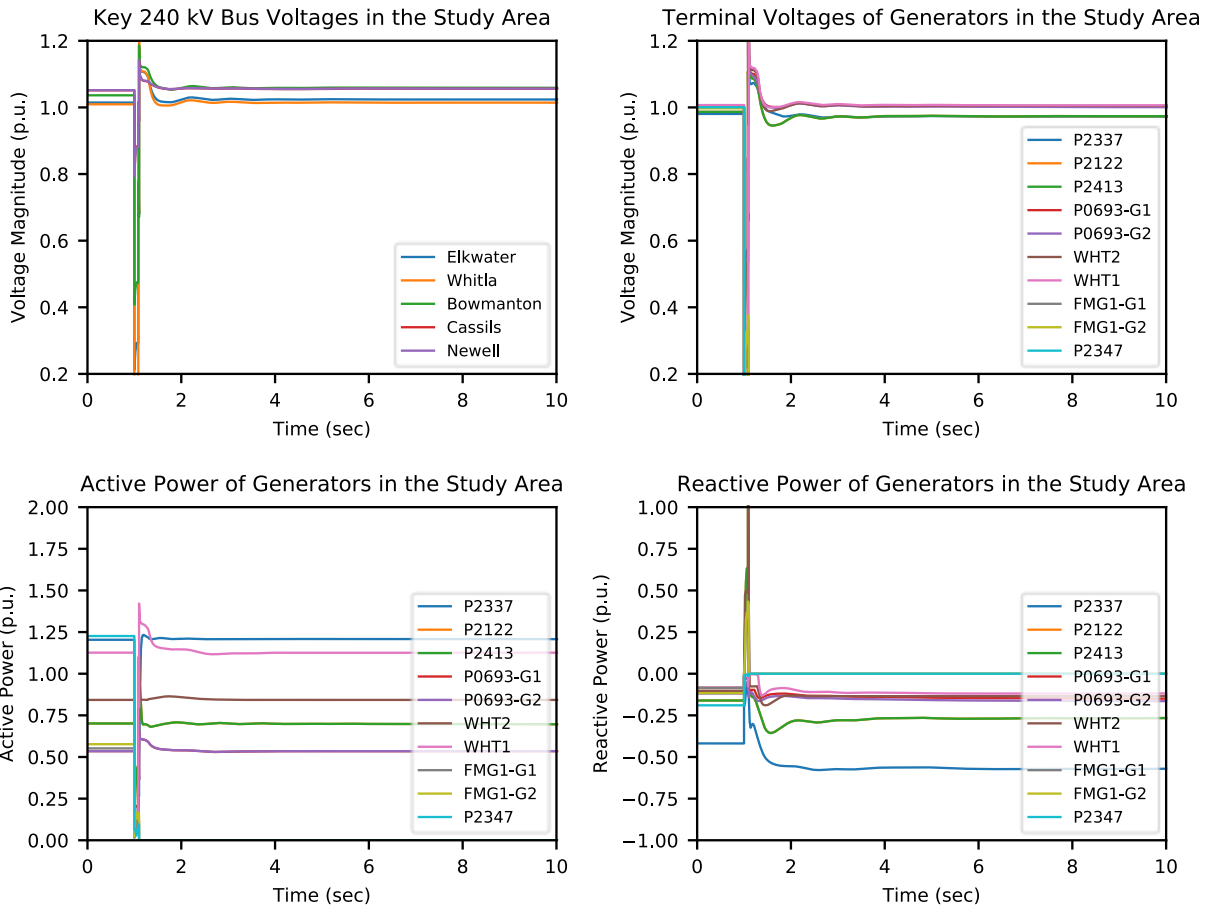 Key 240 kV Bus Voltages in the Study Area
Voltage Magnitude (p.u.)
1.2
1.0
0.8
0.6
0.4
0.2
0
2
4
6
8
10
Time (sec)
Elkwater
Whitla
Bowmanton
Cassils
Newell
Terminal Voltages of Generators in the Study Area
Voltage Magnitude (p.u.)
1.2
1.0
0.8
0.6
0.4
0.2
0
2
4
6
8
10
Time (sec)
P2337
P2122
P2413
P0693-G1
P0693-G2
WHT2
WHT1
FMG1-G1
FMG1-G2
P2347
Active Power of Generators in the Study Area
Active Power (p.u.)
2.00
1.75
1.50
1.25
1.00
0.75
0.50
0.25
0.00
0
2
4
6
8
10
Time (sec)
P2337
P2122
P2413
P0693-G1
P0693-G2
WHT2
WHT1
FMG1-G1
FMG1-G2
P2347
Reactive Power of Generators in the Study Area
Reactive Power (p.u.)
1.00
0.75
0.50
0.25
0.00
−0.25
−0.50
−0.75
−1.00
0
2
4
6
8
10
Time (sec)
P2337
P2122
P2413
P0693-G1
P0693-G2
WHT2
WHT1
FMG1-G1
FMG1-G2
P2347